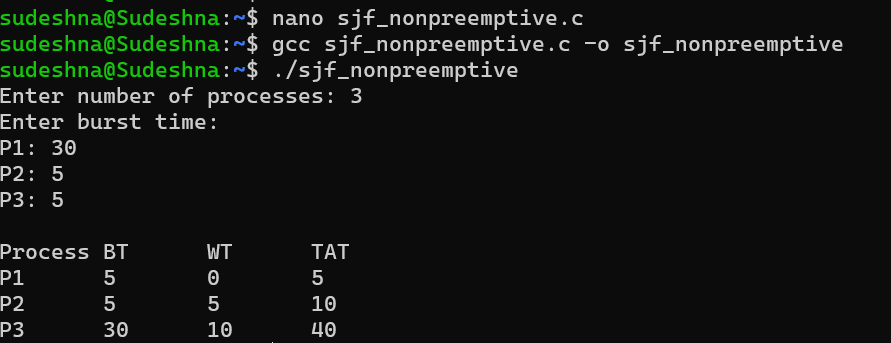 sudeshna@Sudeshna:~$ nano sjf_nonpreemptive.c
sudeshna@Sudeshna:~$ gcc sjf_nonpreemptive.c -o sjf_nonpreemptive
sudeshna@Sudeshna:~$ ./sjf_nonpreemptive
Enter number of processes: 3
Enter burst time:
P1: 30
P2: 5
P3: 5
Process BT      WT      TAT
P1      5       0       5
P2      5       5       10
P3      30      10      40